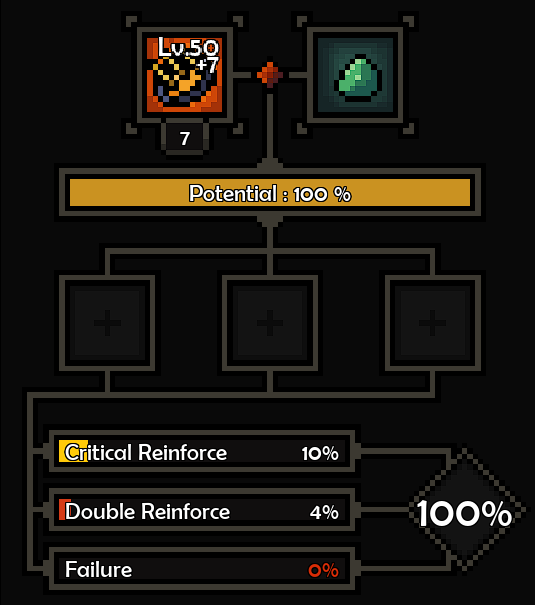 Lv.50
+7
7
Potential : 100 %
Critical Reinforce 10%
Double Reinforce 4%
100%
Failure 0%